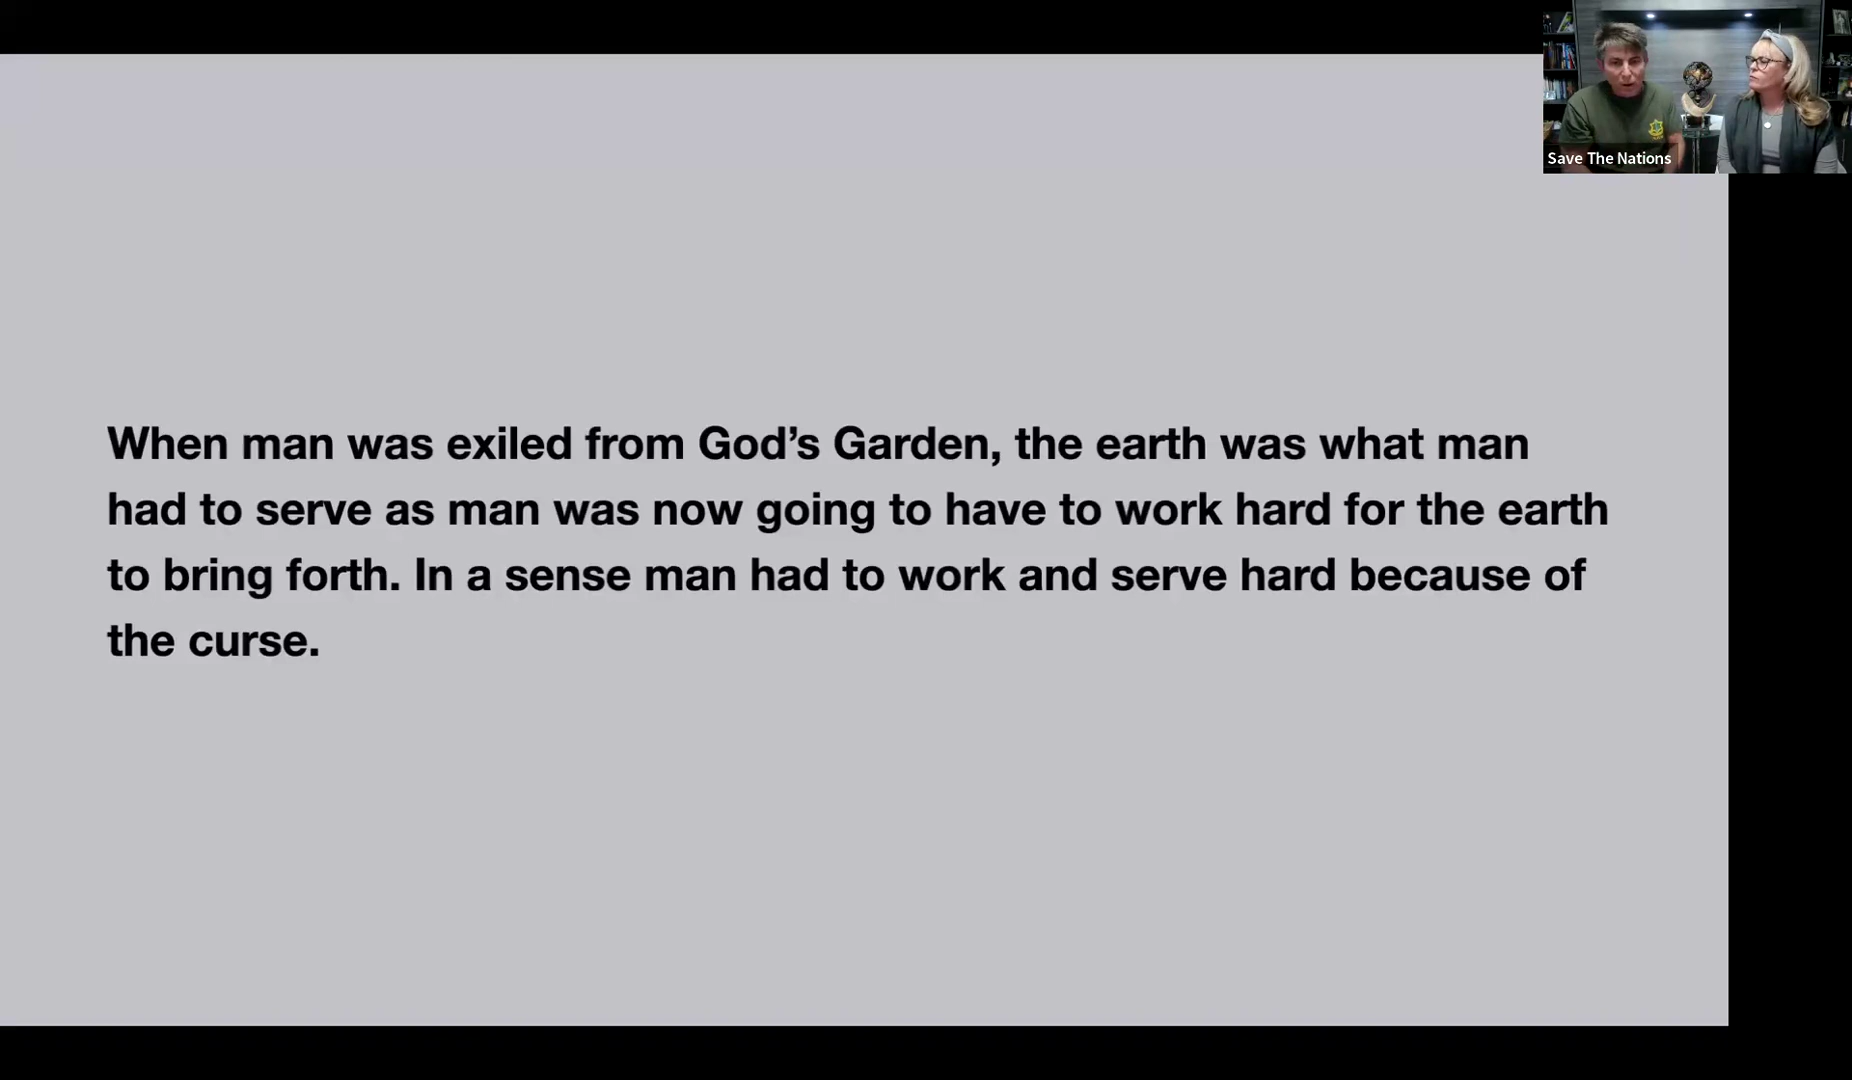 Save The Nations
When man was exiled from God’s Garden, the earth was what man
had to serve as man was now going to have to work hard for the earth
to bring forth. In a sense man had to work and serve hard because of
the curse.